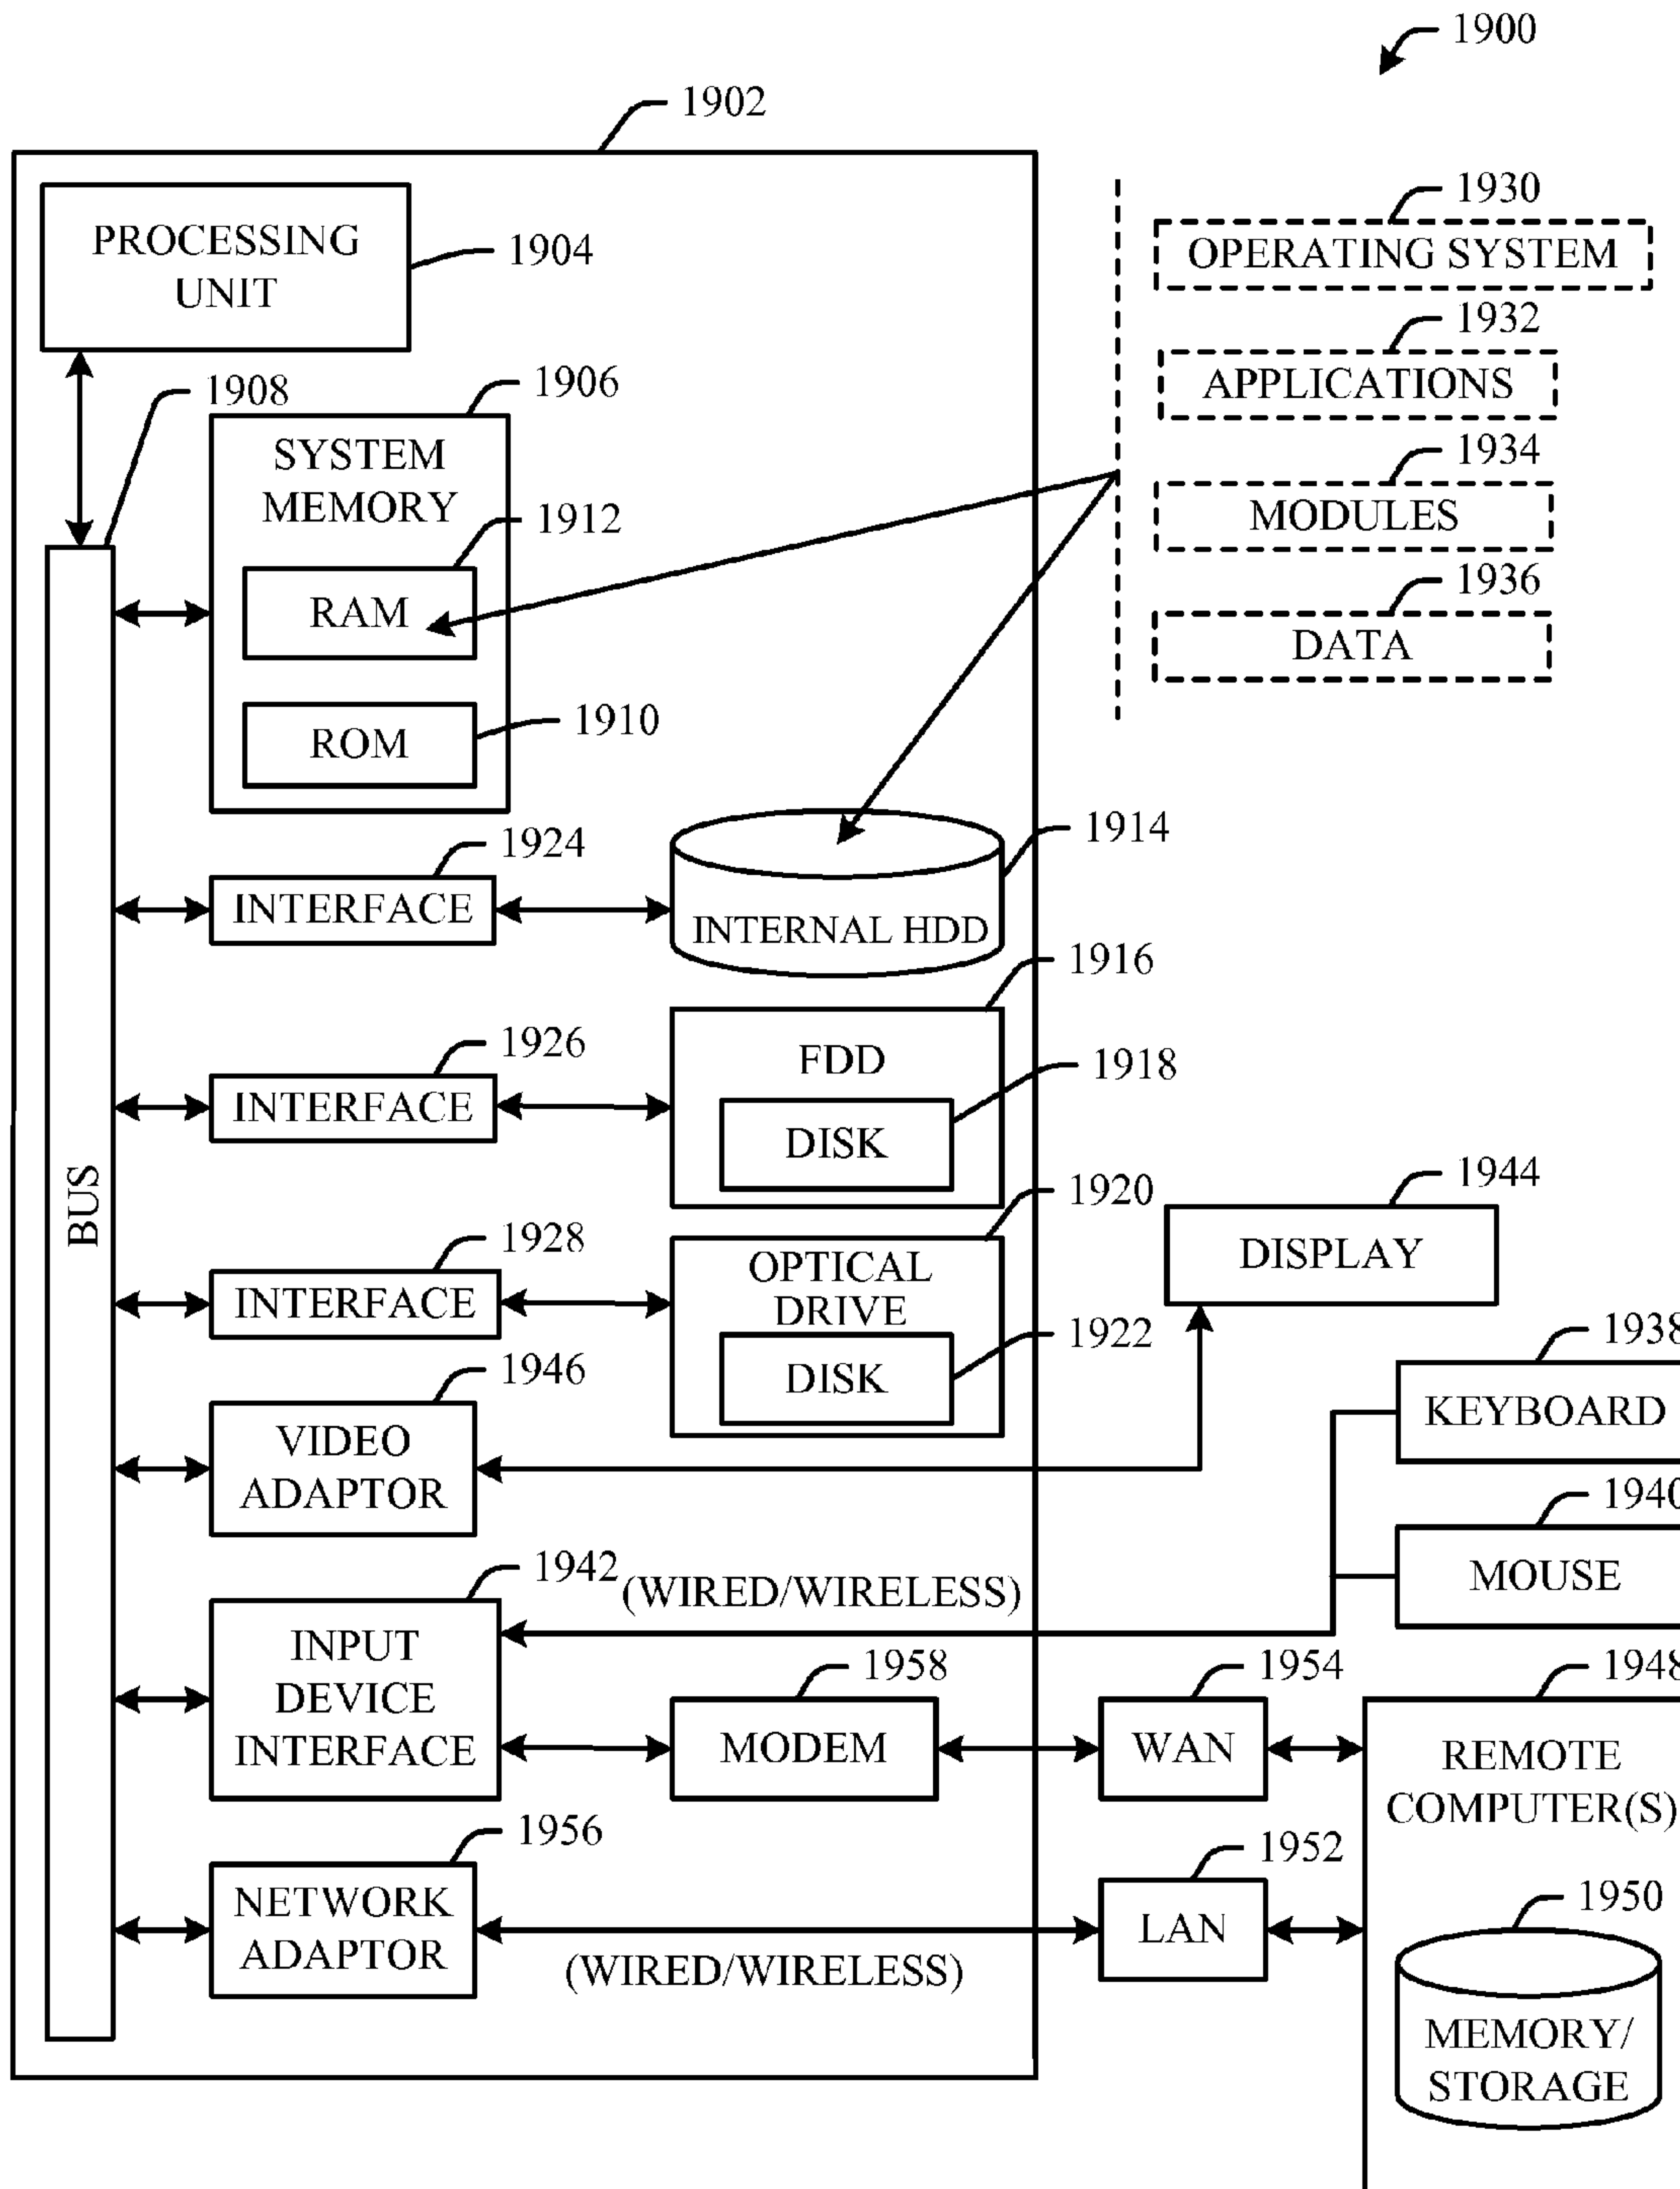 1900
1902
PROCESSING
UNIT
1904
1930
OPERATING SYSTEM
1932
APPLICATIONS
1934
MODULES
1936
DATA
1908
1906
SYSTEM
MEMORY
1912
RAM
1910
ROM
1924
INTERFACE
1914
INTERNAL HDD
1916
1926
INTERFACE
FDD
1918
DISK
BUS
1928
INTERFACE
1920
OPTICAL
DRIVE
1922
DISK
1944
DISPLAY
1938
KEYBOARD
1946
VIDEO
ADAPTOR
1940
MOUSE
1942
(WIRED/WIRELESS)
INPUT
DEVICE
INTERFACE
1958
MODEM
1954
WAN
1948
REMOTE
COMPUTER(S)
1956
NETWORK
ADAPTOR
(WIRED/WIRELESS)
1952
LAN
1950
MEMORY/
STORAGE